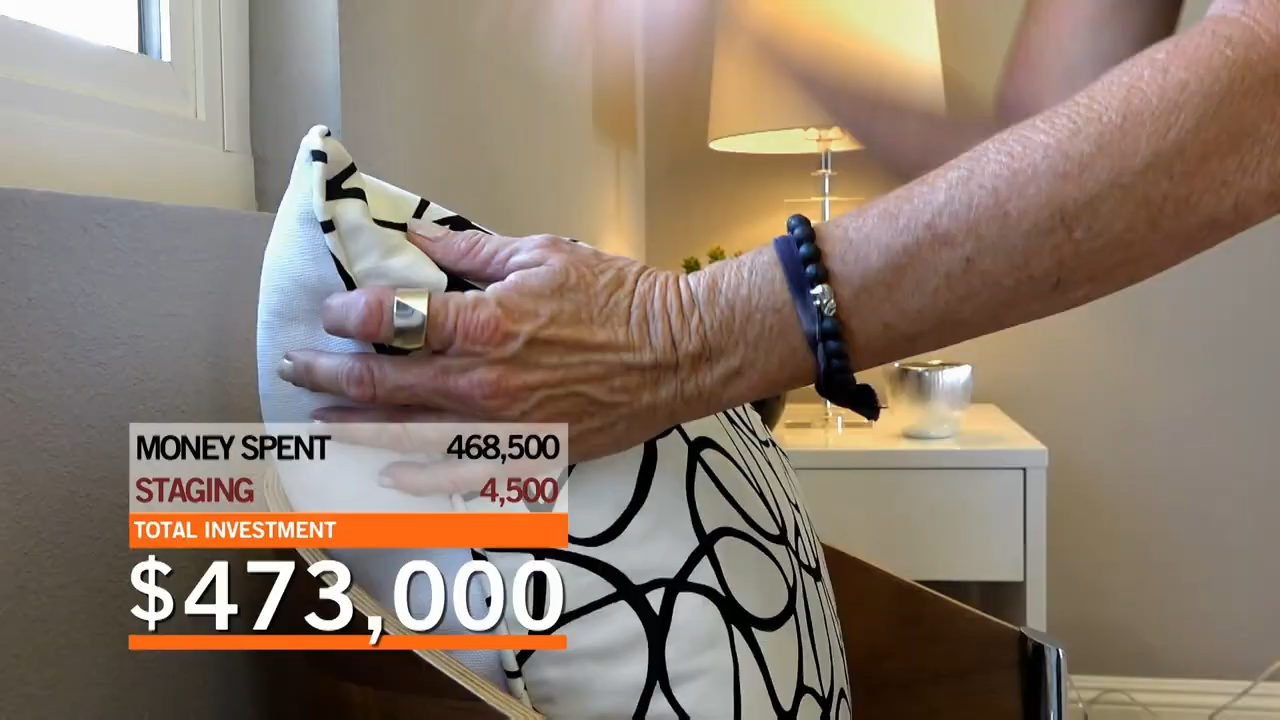 MONEY SPENT 468,500
STAGING 4,500
TOTAL INVESTMENT
$473,000